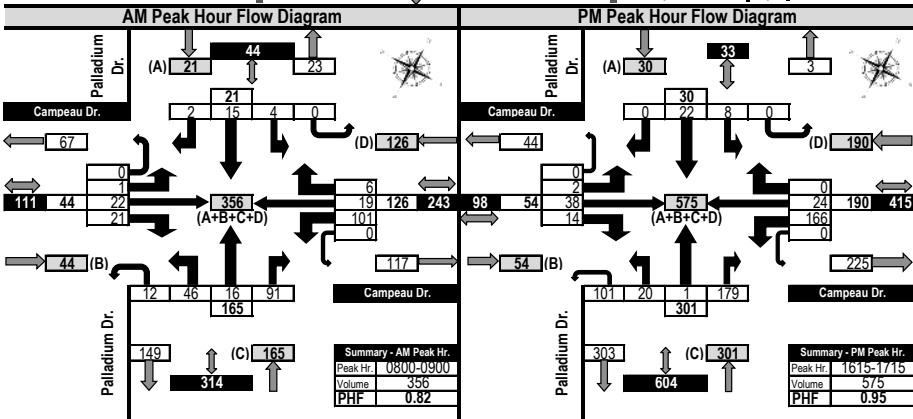 AM Peak Hour Flow Diagram
PM Peak Hour Flow Diagram
Palladium Dr.
(A) 21
44
23
Campeau Dr.
21
2 15 4 0
67
(D) 126
0
1
22
21
111 44
356
(A+B+C+D)
6
19
101
0
126 243
44 (B)
117
12 46 16 91
165
Campeau Dr.
Palladium Dr.
149
(C) 165
314
Summary - AM Peak Hr.
Peak Hr. 0800-0900
Volume 356
PHF 0.82
Palladium Dr.
(A) 30
33
3
Campeau Dr.
30
0 22 8 0
44
(D) 190
0
2
38
14
98 54
575
(A+B+C+D)
0
24
166
0
190 415
54 (B)
225
101 20 1 179
301
Campeau Dr.
Palladium Dr.
303
(C) 301
604
Summary - PM Peak Hr.
Peak Hr. 1615-1715
Volume 575
PHF 0.95